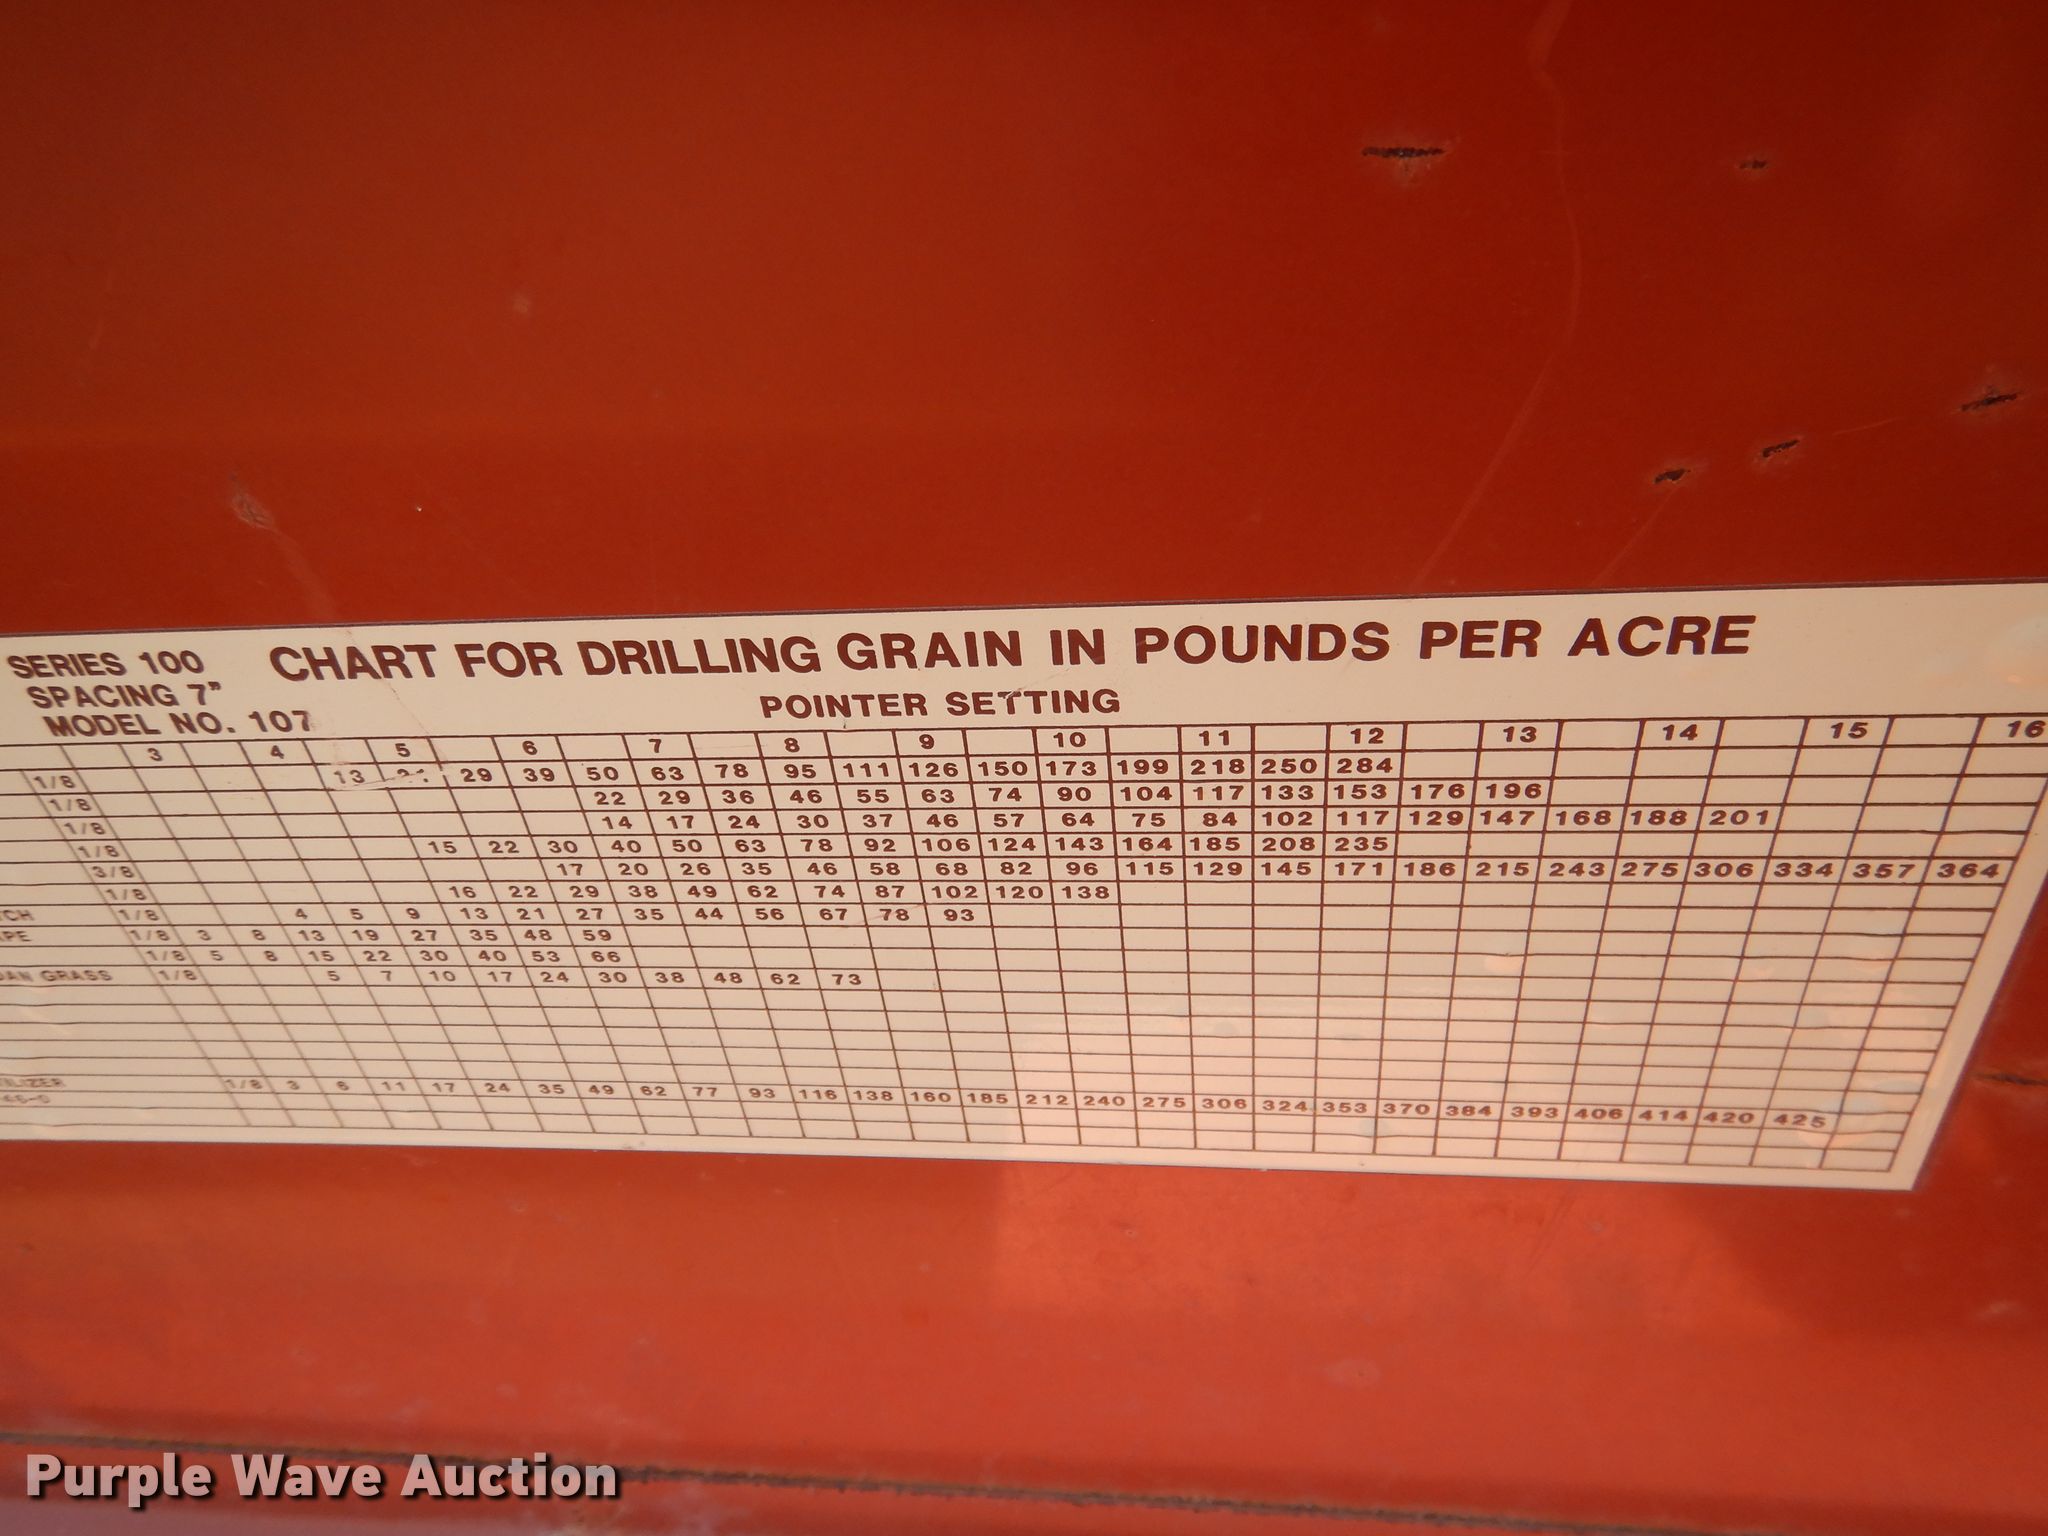 SERIES 100 CHART FOR DRILLING GRAIN IN POUNDS PER ACRE
SPACING 7" POINTER SETTING
MODEL NO. 107
3 4 5 6 7 8 9 10 11 12 13 14 15 16
1/8 13 29 39 50 63 78 95 111 126 150 173 199 218 250 284
1/8 22 29 36 46 55 63 74 90 104 117 133 153 176 196
1/8 14 17 24 30 37 46 57 64 75 84 102 117 129 147 168 188 201
1/8 15 22 30 40 50 63 78 92 106 124 143 164 185 208 235
3/8 17 20 26 35 46 58 68 82 96 115 129 145 171 186 215 243 275 306 334 357 364
1/8 16 22 29 38 49 62 74 87 102 120 138
TCH 1/8 4 5 9 13 21 27 35 44 56 67 78 93
APE 1/8 3 8 13 19 27 35 48 59
1/8 5 8 15 22 30 40 53 66
DAN GRASS 1/8 5 7 10 17 24 30 38 48 62 73
ILIZER 1/8 3 6 11 17 24 35 49 62 77 93 116 138 160 185 212 240 275 306 324 353 370 384 393 406 414 420 425
Purple Wave Auction